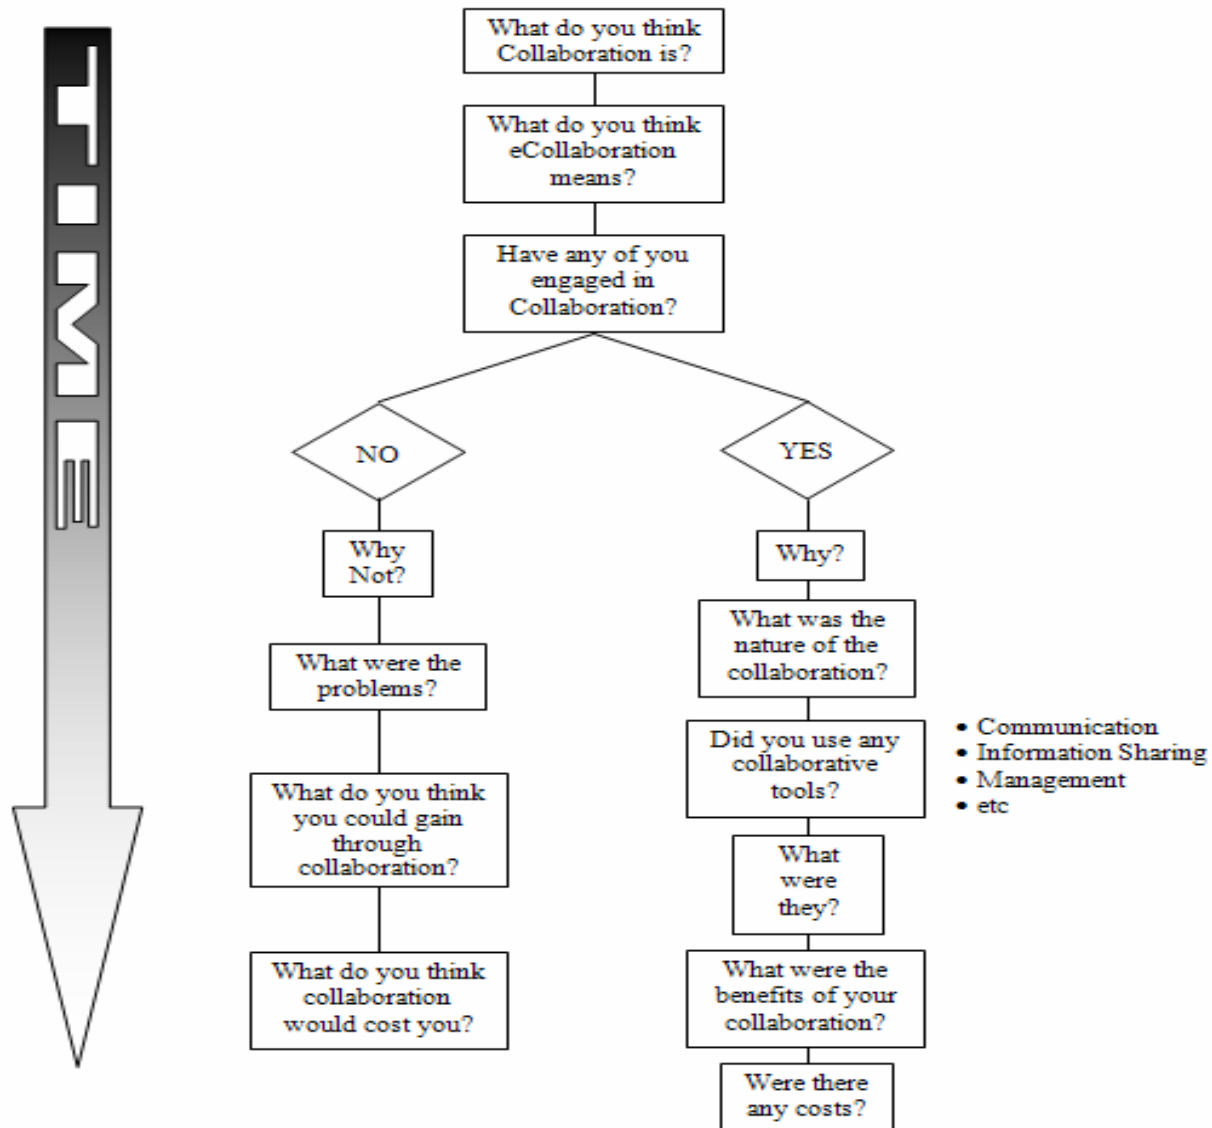 TIME
What do you think
Collaboration is?
What do you think
eCollaboration
means?
Have any of you
engaged in
Collaboration?
NO
Why
Not?
What were the
problems?
What do you think
you could gain
through
collaboration?
What do you think
collaboration
would cost you?
YES
Why?
What was the
nature of the
collaboration?
Did you use any
collaborative
tools?
• Communication
• Information Sharing
• Management
• etc
What
were
they?
What were the
benefits of your
collaboration?
Were there
any costs?